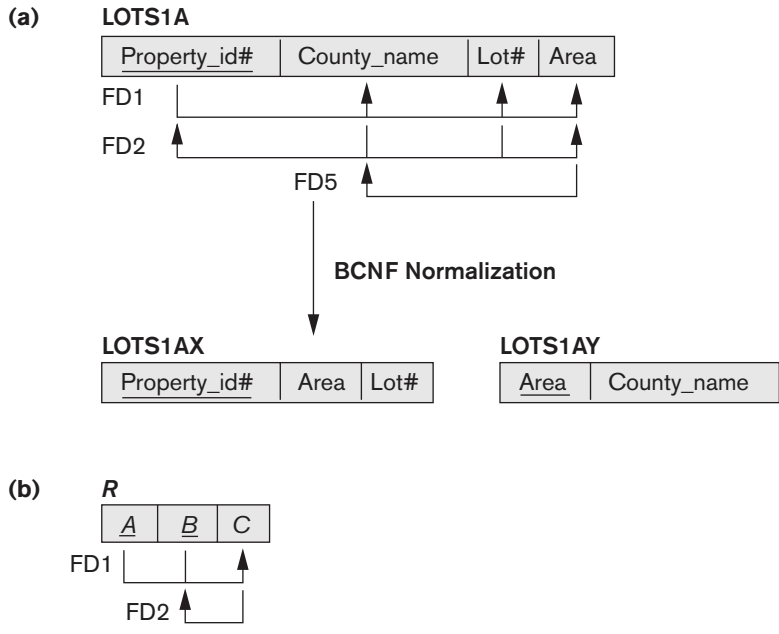 (a) LOTS1A
Property_id# County_name Lot# Area
FD1
FD2
FD5
BCNF Normalization
LOTS1AX LOTS1AY
Property_id# Area Lot# Area County_name
(b) R
A B C
FD1
FD2